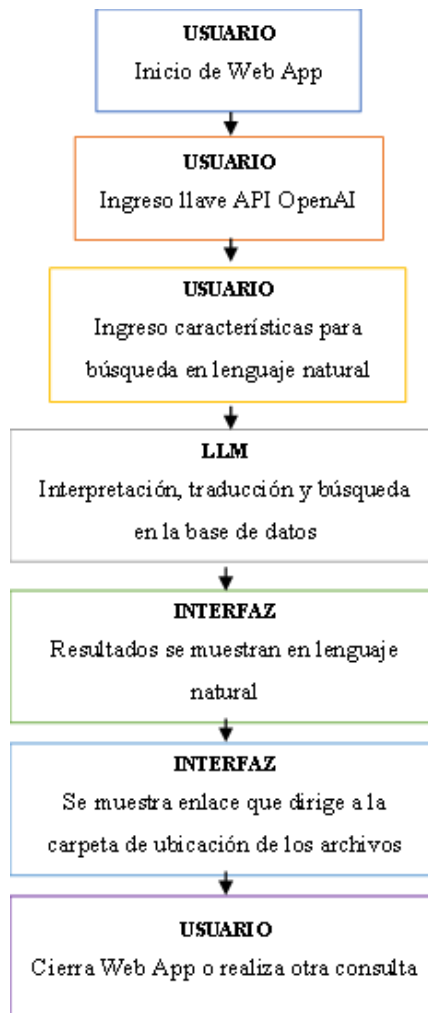 USUARIO
Inicio de Web App
USUARIO
Ingreso llave API OpenAI
USUARIO
Ingreso características para
búsqueda en lenguaje natural
LLM
Interpretación, traducción y búsqueda
en la base de datos
INTERFAZ
Resultados se muestran en lenguaje
natural
INTERFAZ
Se muestra enlace que dirige a la
carpeta de ubicación de los archivos
USUARIO
Cierra Web App o realiza otra consulta